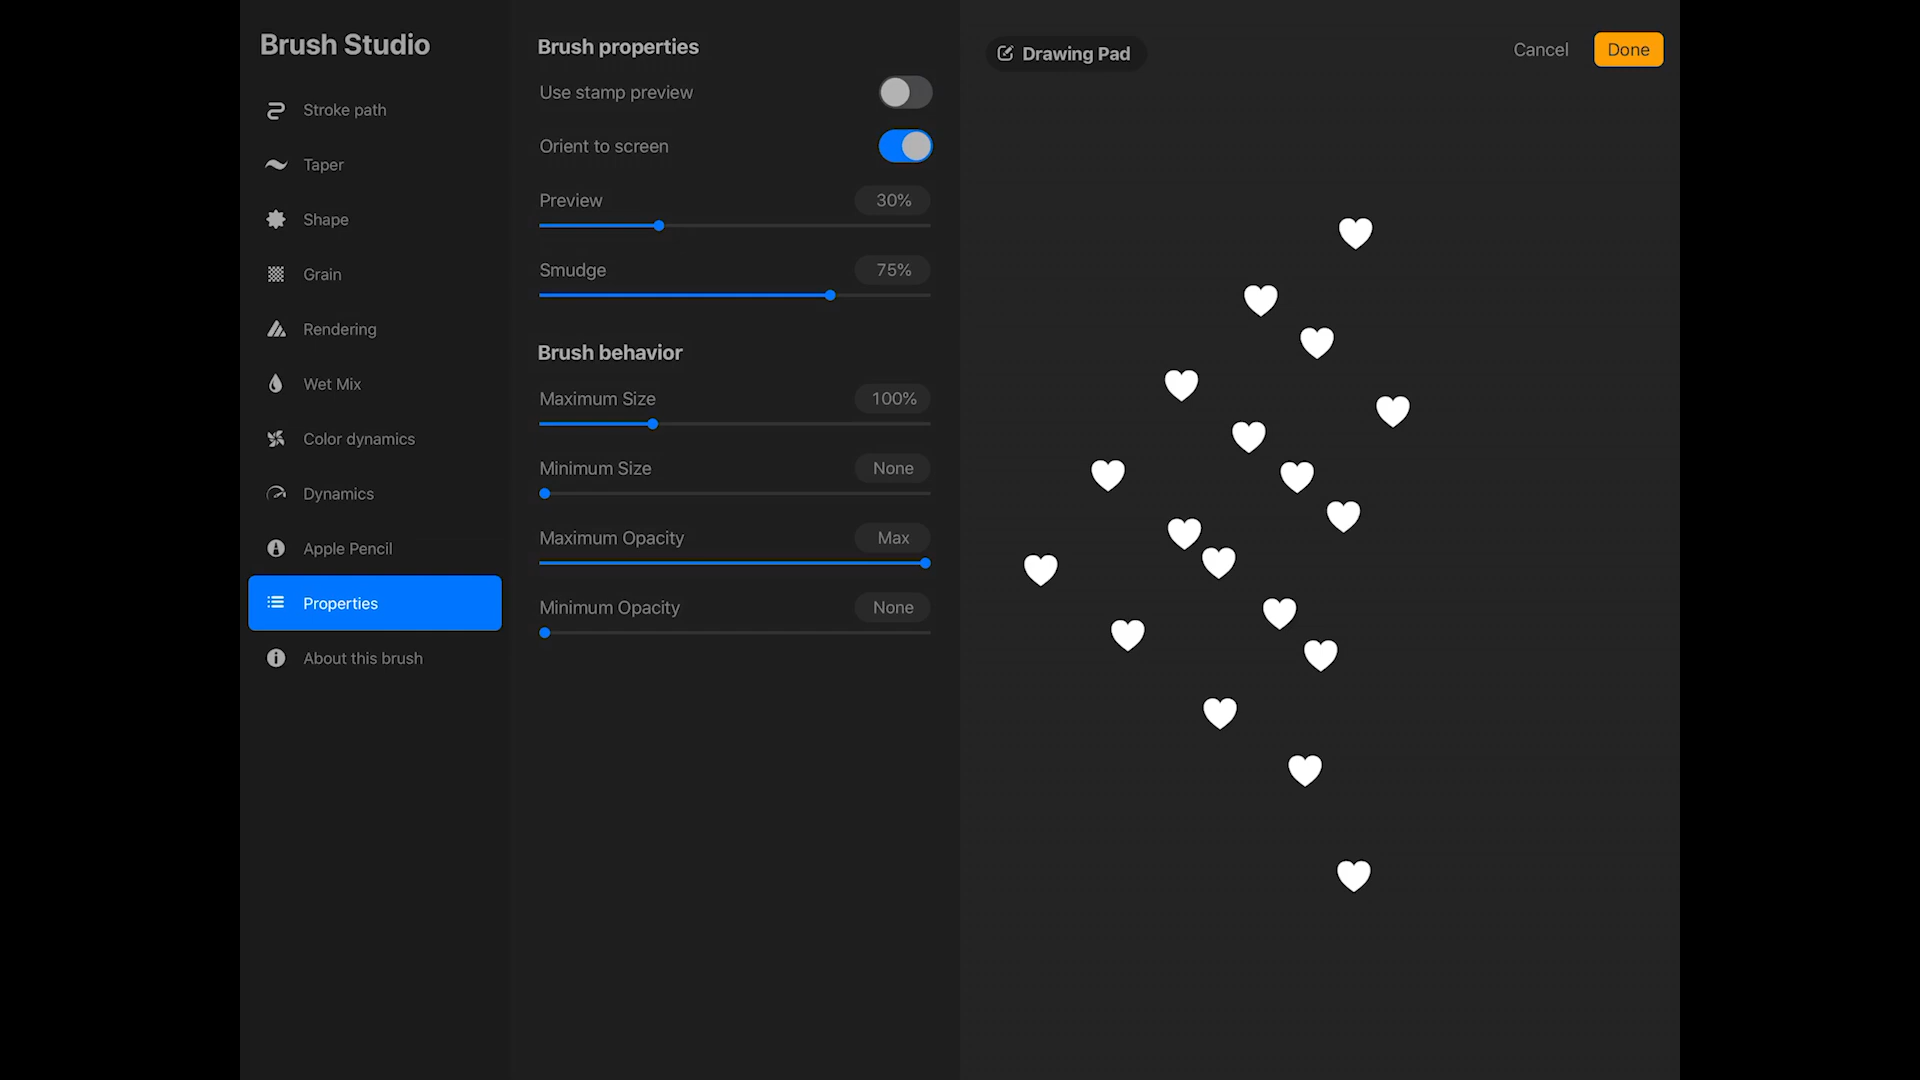 Brush Studio
Stroke path
Taper
Shape
Grain
Rendering
Wet Mix
Color dynamics
Dynamics
Apple Pencil
Properties
About this brush
Brush properties
Use stamp preview
Orient to screen
Preview 30%
Smudge 75%
Brush behavior
Maximum Size 100%
Minimum Size None
Maximum Opacity Max
Minimum Opacity None
Drawing Pad
Cancel
Done